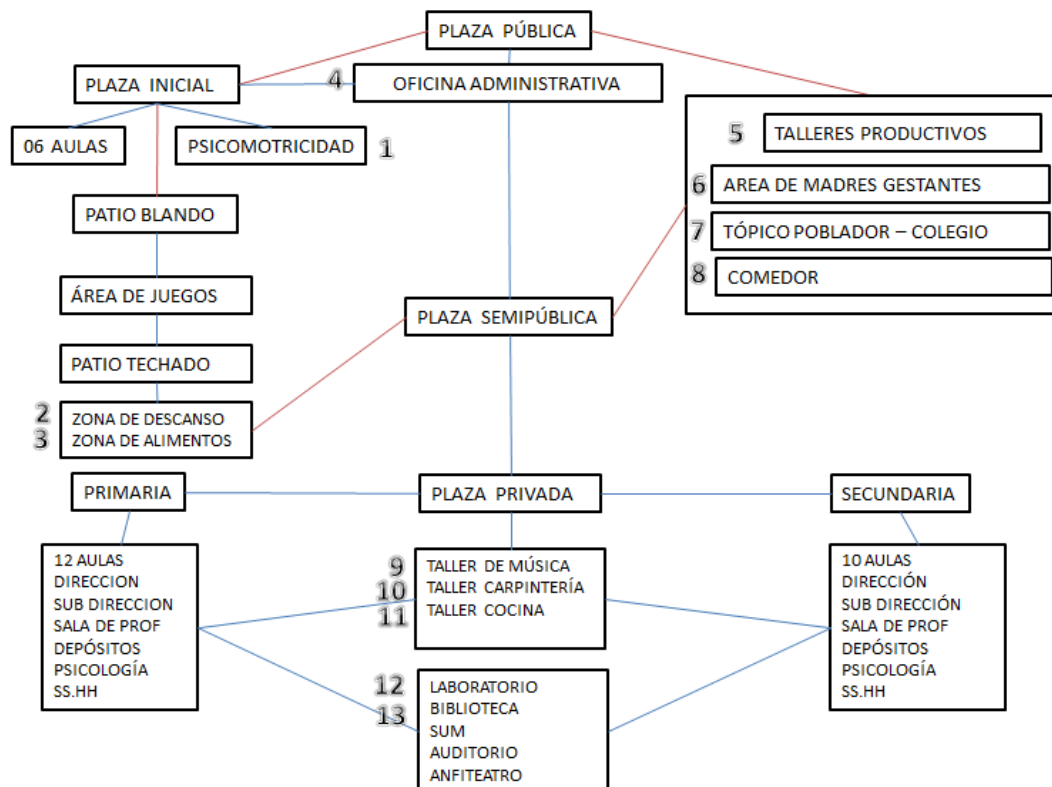 PLAZA PÚBLICA
PLAZA INICIAL
4
OFICINA ADMINISTRATIVA
06 AULAS
PSICOMOTRICIDAD
1
5
TALLERES PRODUCTIVOS
6
AREA DE MADRES GESTANTES
7
TÓPICO POBLADOR – COLEGIO
8
COMEDOR
PATIO BLANDO
ÁREA DE JUEGOS
PLAZA SEMIPÚBLICA
PATIO TECHADO
2
ZONA DE DESCANSO
3
ZONA DE ALIMENTOS
PRIMARIA
PLAZA PRIVADA
SECUNDARIA
12 AULAS
DIRECCION
SUB DIRECCION
SALA DE PROF
DEPÓSITOS
PSICOLOGÍA
SS.HH
9
TALLER DE MÚSICA
10
TALLER CARPINTERÍA
11
TALLER COCINA
10 AULAS
DIRECCIÓN
SUB DIRECCIÓN
SALA DE PROF
DEPÓSITOS
PSICOLOGÍA
SS.HH
12
LABORATORIO
13
BIBLIOTECA
SUM
AUDITORIO
ANFITEATRO